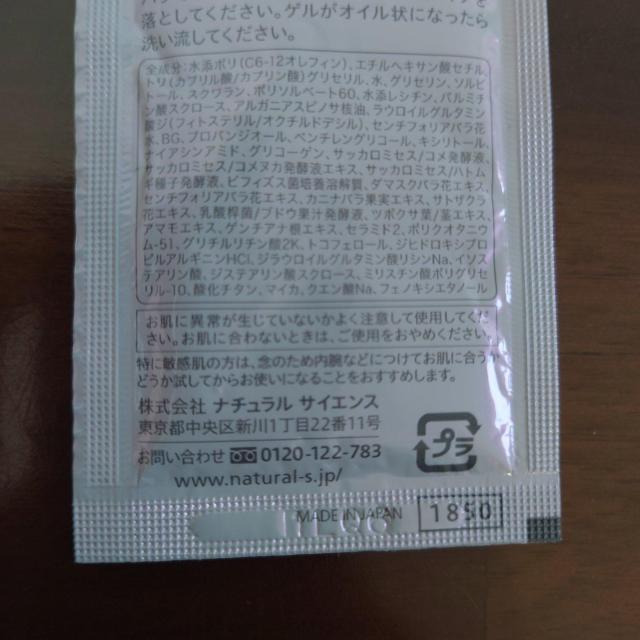 落としてください。ゲルがオイル状になったら
洗い流してください。
全成分:水添ポリ(C6-12オレフィン)、エチルヘキサン酸セチル、
トリ(カプリル酸/カプリン酸)グリセリル、水、グリセリン、ソルビ
トール、スクワラン、ポリソルベート60、水添レシチン、パルミチ
ン酸スクロース、アルガニアスピノサ核油、ラウロイルグルタミン
酸ジ(フィトステリル/オクチルドデシル)、センチフォリアバラ花
水、BG、プロパンジオール、ペンチレングリコール、キシリトール、
ナイアシンアミド、グリコーゲン、サッカロミセス/コメ発酵液、
サッカロミセス/コメヌカ発酵液エキス、サッカロミセス/ハトム
ギ種子発酵液、ビフィズス菌培養溶解質、ダマスクバラ花エキス、
センチフォリアバラ花エキス、カニナバラ果実エキス、サトザクラ
花エキス、乳酸桿菌/ブドウ果汁発酵液、ツボクサ葉/茎エキス、
アマモエキス、ゲンチアナ根エキス、セラミド2、ポリクオタニウ
ム-51、グリチルリチン酸2K、トコフェロール、ジヒドロキシプロ
ピルアルギニンHCl、ジラウロイルグルタミン酸リシンNa、イソス
テアリン酸、ジステアリン酸スクロース、ミリスチン酸ポリグリセ
リル-10、酸化チタン、マイカ、クエン酸Na、フェノキシエタノール
お肌に異常が生じていないかよく注意して使用してく
ださい。お肌に合わないときは、ご使用をおやめください。
特に敏感肌の方は、念のため内腕などにつけてお肌に合うか
どうか試してからお使いになることをおすすめします。
株式会社 ナチュラル サイエンス
東京都中央区新川1丁目22番11号
お問い合わせ 0120-122-783
www.natural-s.jp/
プラ
MADE IN JAPAN
1850